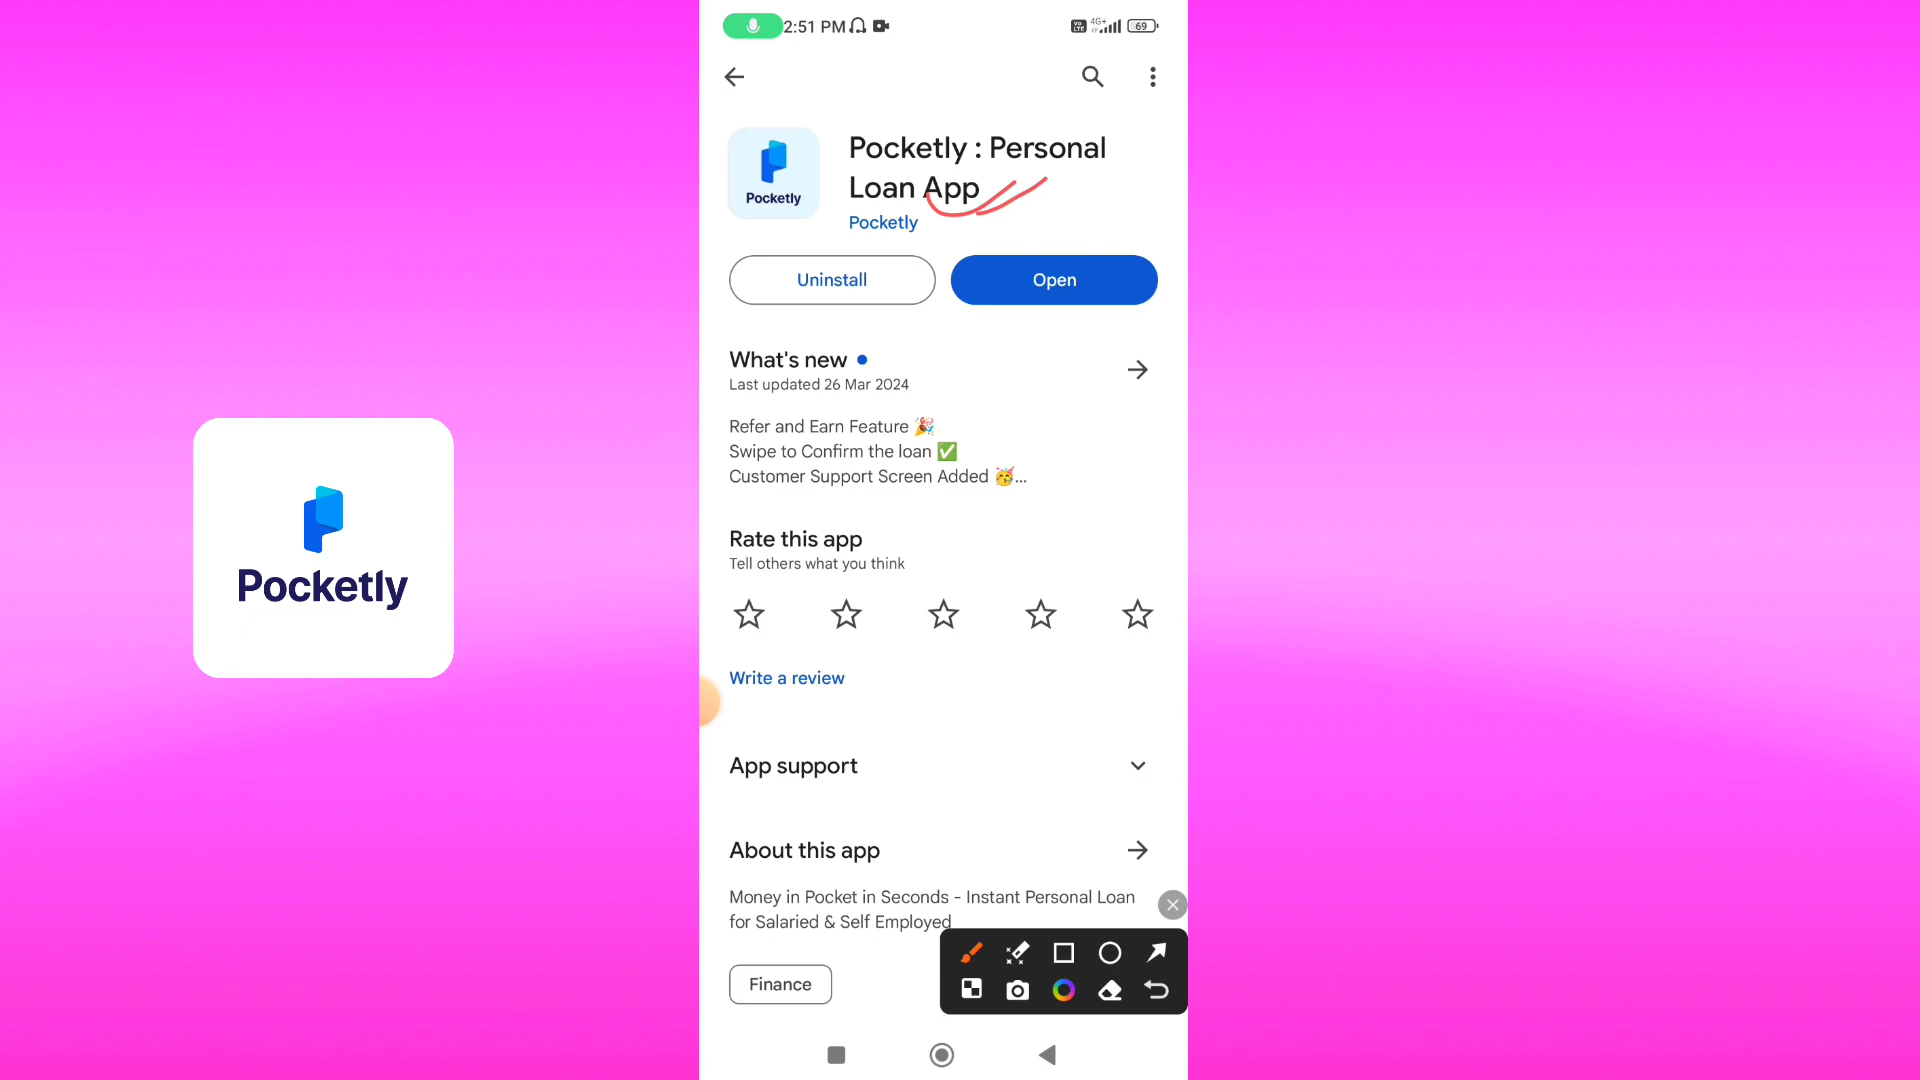 2:51 PM
Vo LTE 4G+ 69
Pocketly : Personal
Loan App
Pocketly
Pocketly
Uninstall
Open
What's new
Last updated 26 Mar 2024
Refer and Earn Feature 🎉
Swipe to Confirm the loan ✅
Customer Support Screen Added 🥳...
Pocketly
Rate this app
Tell others what you think
Write a review
App support
About this app
Money in Pocket in Seconds - Instant Personal Loan
for Salaried & Self Employed
Finance